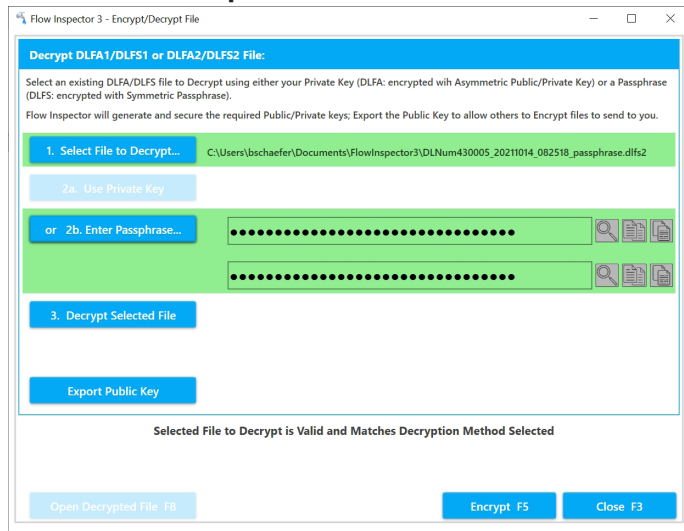 Flow Inspector 3 - Encrypt/Decrypt File
Decrypt DLFA1/DLFS1 or DLFA2/DLFS2 File:
Select an existing DLFA/DLFS file to Decrypt using either your Private Key (DLFA: encrypted wih Asymmetric Public/Private Key) or a Passphrase
(DLFS: encrypted with Symmetric Passphrase).
Flow Inspector will generate and secure the required Public/Private keys; Export the Public Key to allow others to Encrypt files to send to you.
1. Select File to Decrypt... C:\Users\bschaefer\Documents\FlowInspector3\DLNum430005_20211014_082518_passphrase.dlfs2
2a. Use Private Key
or 2b. Enter Passphrase...
3. Decrypt Selected File
Export Public Key
Selected File to Decrypt is Valid and Matches Decryption Method Selected
Open Decrypted File F8 Encrypt F5 Close F3